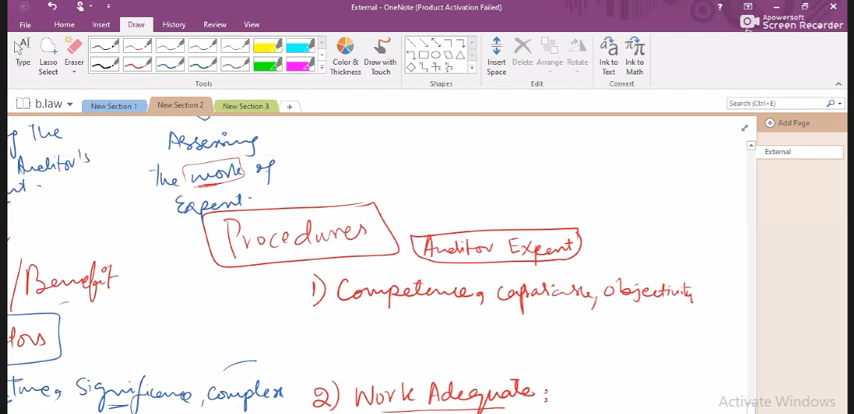 External - OneNote (Product Activation Failed)
Apowersoft
Screen Recorder
File Home Insert Draw History Review View
Type
Lasso
Select
Eraser
Color &
Thickness
Draw with
Touch
Insert
Space
Delete
Arrange
Rotate
Ink to
Text
Ink to
Math
Tools
Shapes
Edit
Convert
b.law
New Section 1
New Section 2
New Section 3
Search (Ctrl+E)
Add Page
External
the
Auditor's
Assessing
the work of
Expert.
Procedures
Auditor Expert
/Benefit
1) Competence, objectivity
Significance, complex
2) Work Adequate ;
Activate Windows